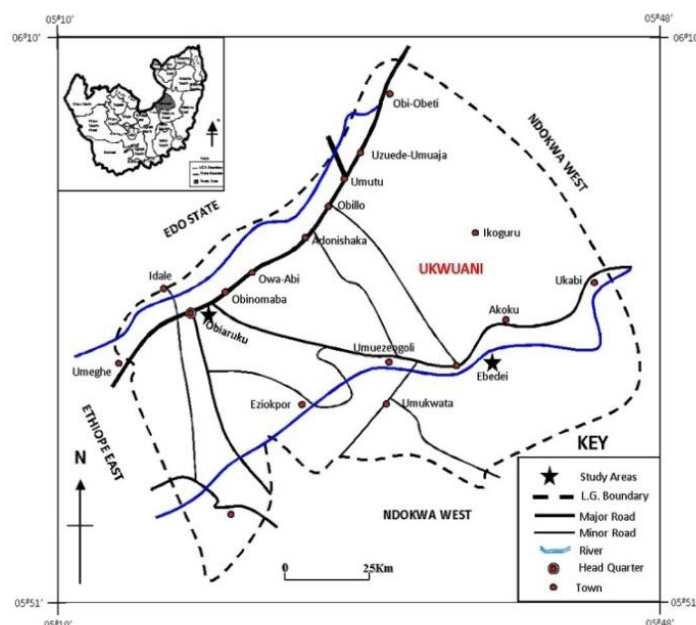 05°10'
05°48'
06°10'
06°10'
Obi-Obeti
NDOKWA WEST
Uzuede-Umuaja
Umutu
Obillo
EDO STATE
Adonishaka
Ikoguru
UKWUANI
Idale
Owa-Abi
Ukabi
Obinomaba
Akoku
Obiaruku
Umuezeogoli
Umeghe
Ebedei
Eziokpor
Umukwata
ETHIOPE EAST
KEY
N
Study Areas
L.G. Boundary
NDOKWA WEST
Major Road
Minor Road
River
Head Quarter
0 25Km
Town
05°51'
05°51'
05°48'